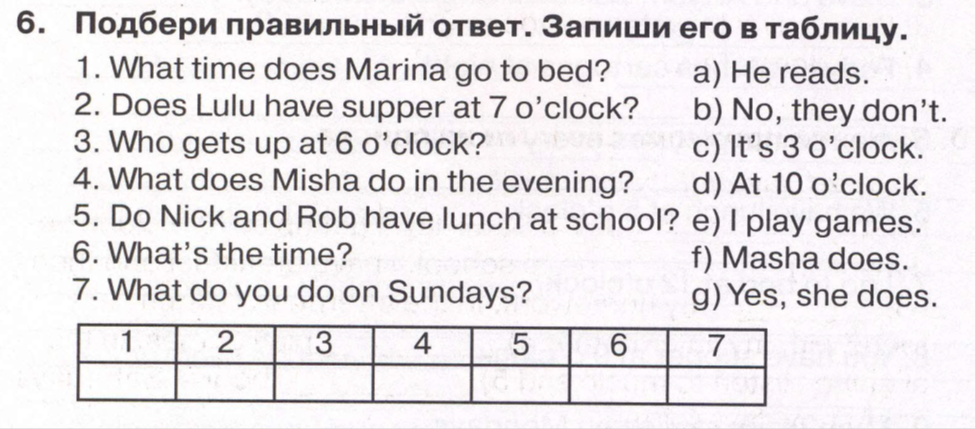 6. Подбери правильный ответ. Запиши его в таблицу.
1. What time does Marina go to bed? a) He reads.
2. Does Lulu have supper at 7 o'clock? b) No, they don't.
3. Who gets up at 6 o'clock? c) It's 3 o'clock.
4. What does Misha do in the evening? d) At 10 o'clock.
5. Do Nick and Rob have lunch at school? e) I play games.
6. What's the time? f) Masha does.
7. What do you do on Sundays? g) Yes, she does.
1 2 3 4 5 6 7